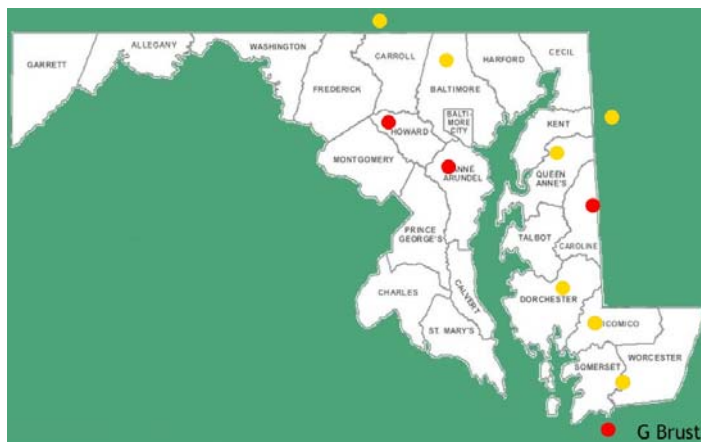 GARRETT
ALLEGANY
WASHINGTON
FREDERICK
CARROLL
BALTIMORE
HARFORD
CECIL
BALTI-
MORE
CITY
HOWARD
MONTGOMERY
ANNE
ARUNDEL
KENT
QUEEN
ANNE'S
PRINCE
GEORGE'S
TALBOT
CAROLINE
CHARLES
CALVERT
ST. MARY'S
DORCHESTER
ICOMICO
SOMERSET
WORCESTER
G Brust